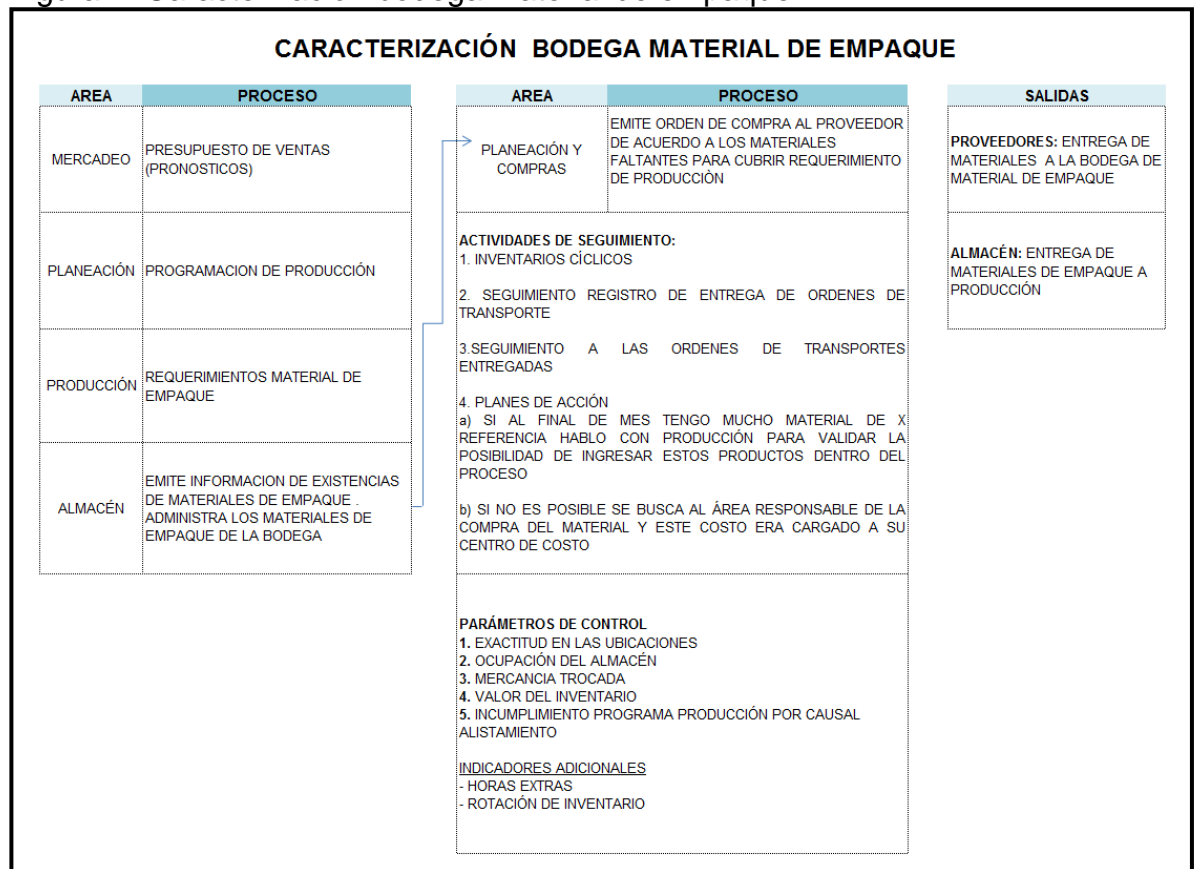 CARACTERIZACIÓN BODEGA MATERIAL DE EMPAQUE
AREA PROCESO
MERCADEO
PRESUPUESTO DE VENTAS
(PRONOSTICOS)
PLANEACIÓN
PROGRAMACION DE PRODUCCIÓN
PRODUCCIÓN
REQUERIMIENTOS MATERIAL DE
EMPAQUE
ALMACÉN
EMITE INFORMACION DE EXISTENCIAS
DE MATERIALES DE EMPAQUE .
ADMINISTRA LOS MATERIALES DE
EMPAQUE DE LA BODEGA
AREA PROCESO
PLANEACIÓN Y
COMPRAS
EMITE ORDEN DE COMPRA AL PROVEEDOR
DE ACUERDO A LOS MATERIALES
FALTANTES PARA CUBRIR REQUERIMIENTO
DE PRODUCCIÒN
ACTIVIDADES DE SEGUIMIENTO:
1. INVENTARIOS CÍCLICOS
2. SEGUIMIENTO REGISTRO DE ENTREGA DE ORDENES DE
TRANSPORTE
3.SEGUIMIENTO A LAS ORDENES DE TRANSPORTES
ENTREGADAS
4. PLANES DE ACCIÓN
a) SI AL FINAL DE MES TENGO MUCHO MATERIAL DE X
REFERENCIA HABLO CON PRODUCCIÓN PARA VALIDAR LA
POSIBILIDAD DE INGRESAR ESTOS PRODUCTOS DENTRO DEL
PROCESO
b) SI NO ES POSIBLE SE BUSCA AL ÁREA RESPONSABLE DE LA
COMPRA DEL MATERIAL Y ESTE COSTO ERA CARGADO A SU
CENTRO DE COSTO
PARÁMETROS DE CONTROL
1. EXACTITUD EN LAS UBICACIONES
2. OCUPACIÓN DEL ALMACÉN
3. MERCANCIA TROCADA
4. VALOR DEL INVENTARIO
5. INCUMPLIMIENTO PROGRAMA PRODUCCIÓN POR CAUSAL
ALISTAMIENTO
INDICADORES ADICIONALES
- HORAS EXTRAS
- ROTACIÓN DE INVENTARIO
SALIDAS
PROVEEDORES: ENTREGA DE
MATERIALES A LA BODEGA DE
MATERIAL DE EMPAQUE
ALMACÉN: ENTREGA DE
MATERIALES DE EMPAQUE A
PRODUCCIÓN